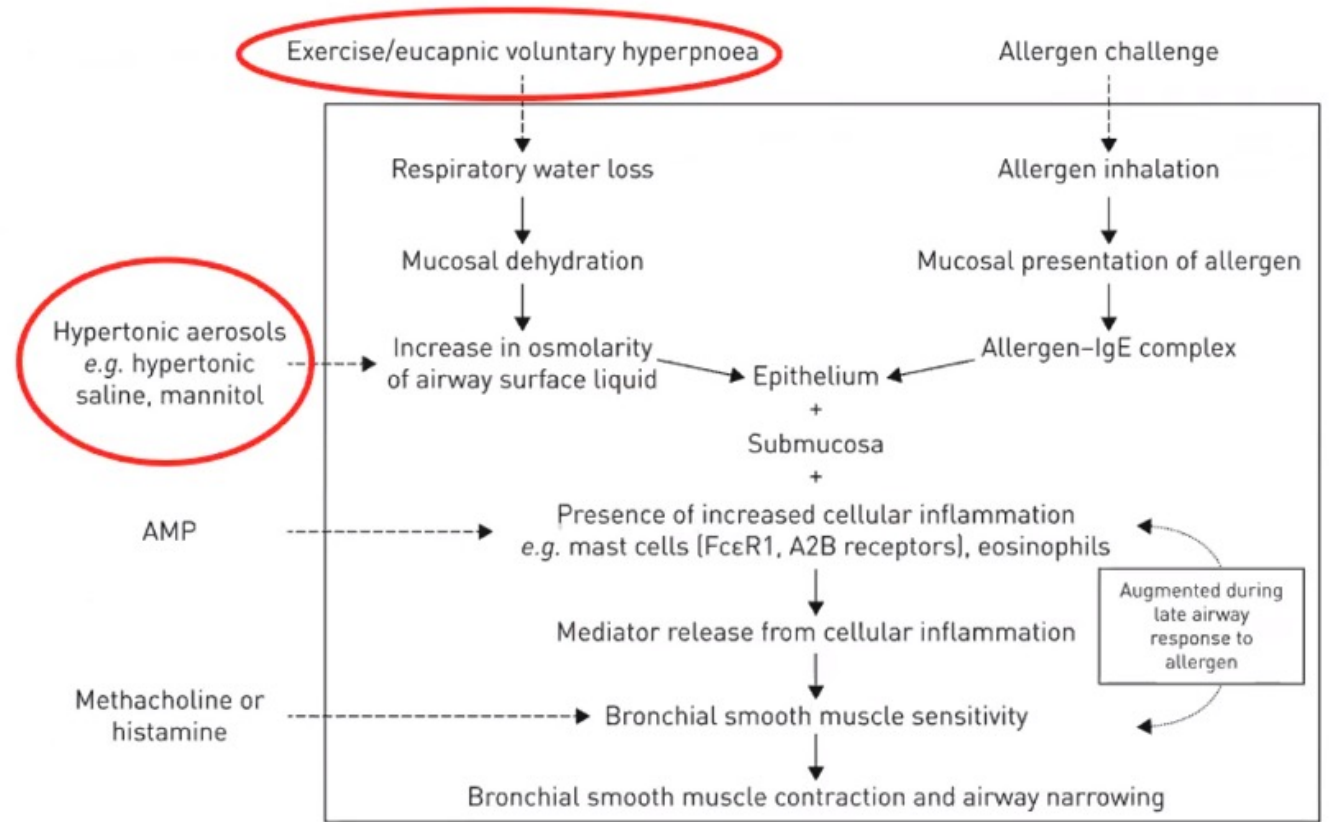 Exercise/eucapnic voluntary hyperpnoea
Allergen challenge
Respiratory water loss
Allergen inhalation
Mucosal dehydration
Mucosal presentation of allergen
Hypertonic aerosols
e.g. hypertonic
saline, mannitol
Increase in osmolarity
of airway surface liquid
Allergen–IgE complex
Epithelium
+
Submucosa
+
AMP
Presence of increased cellular inflammation
e.g. mast cells (FcεR1, A2B receptors), eosinophils
Augmented during
late airway
response to
allergen
Mediator release from cellular inflammation
Methacholine or
histamine
Bronchial smooth muscle sensitivity
Bronchial smooth muscle contraction and airway narrowing